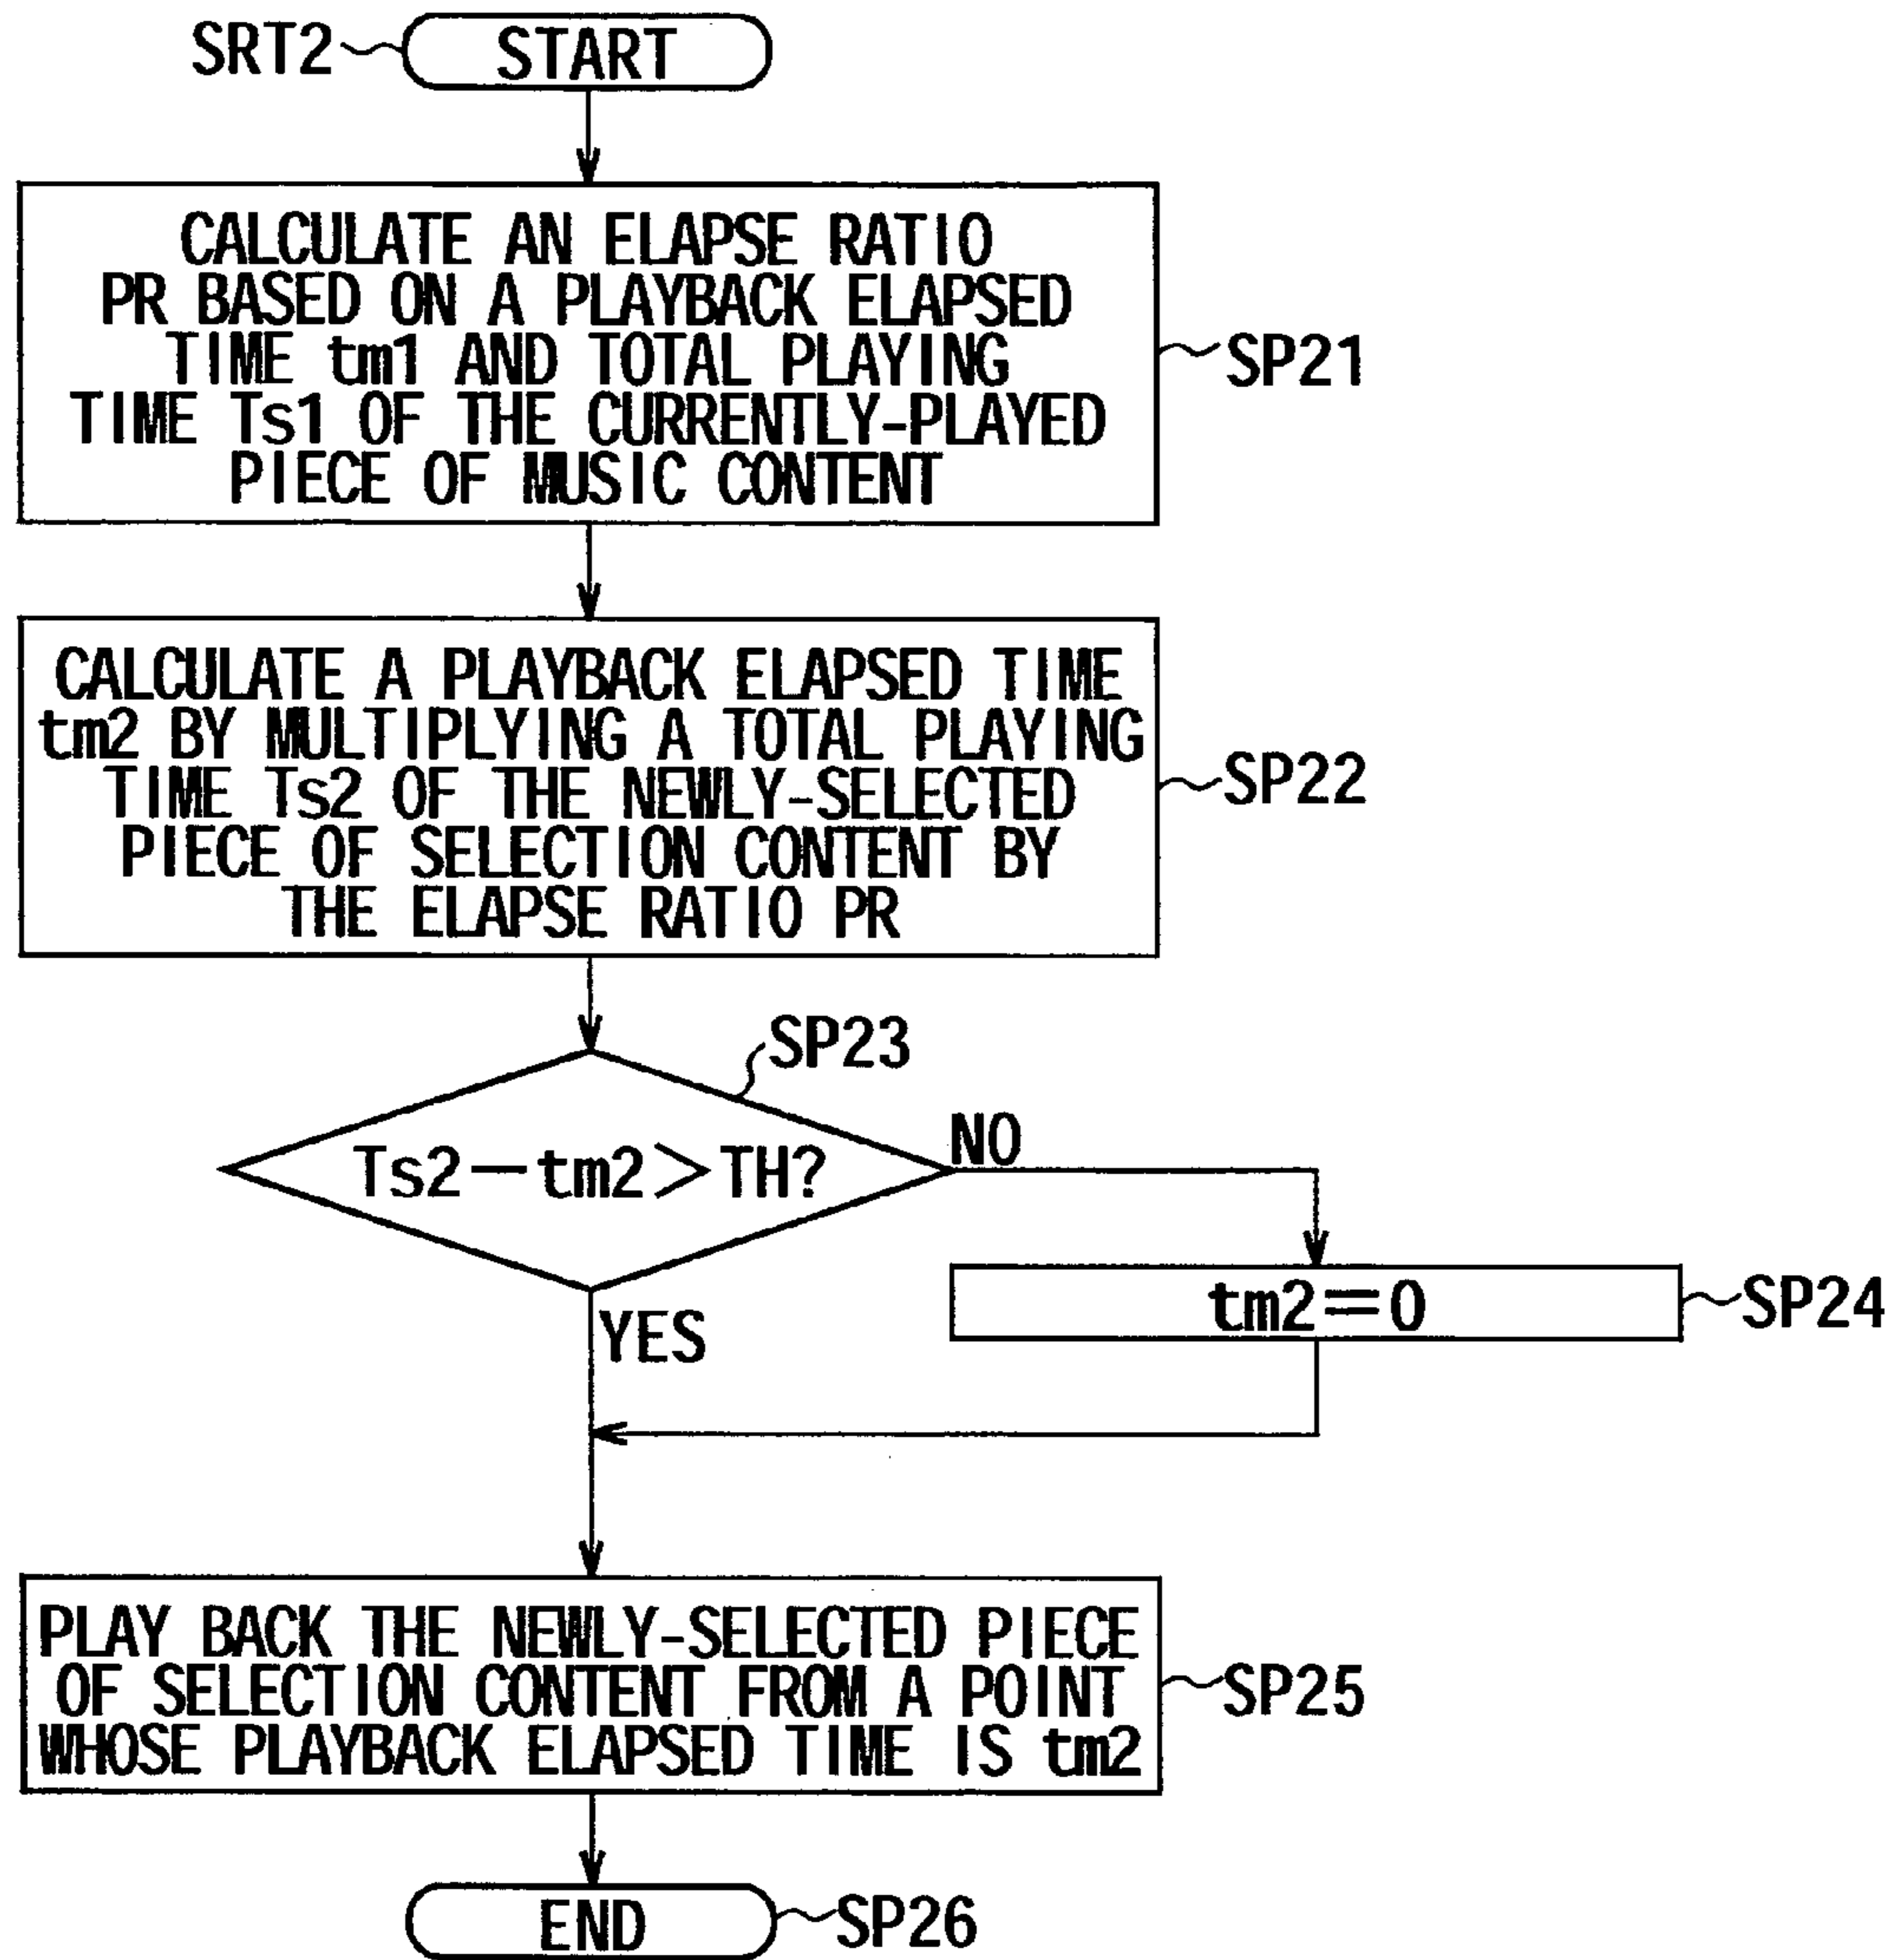 SRT2
START
CALCULATE AN ELAPSE RATIO
PR BASED ON A PLAYBACK ELAPSED
TIME tm1 AND TOTAL PLAYING
TIME Ts1 OF THE CURRENTLY-PLAYED
PIECE OF MUSIC CONTENT
SP21
CALCULATE A PLAYBACK ELAPSED TIME
tm2 BY MULTIPLYING A TOTAL PLAYING
TIME Ts2 OF THE NEWLY-SELECTED
PIECE OF SELECTION CONTENT BY
THE ELAPSE RATIO PR
SP22
SP23
Ts2-tm2>TH?
NO
YES
tm2=0
SP24
PLAY BACK THE NEWLY-SELECTED PIECE
OF SELECTION CONTENT FROM A POINT
WHOSE PLAYBACK ELAPSED TIME IS tm2
SP25
END
SP26